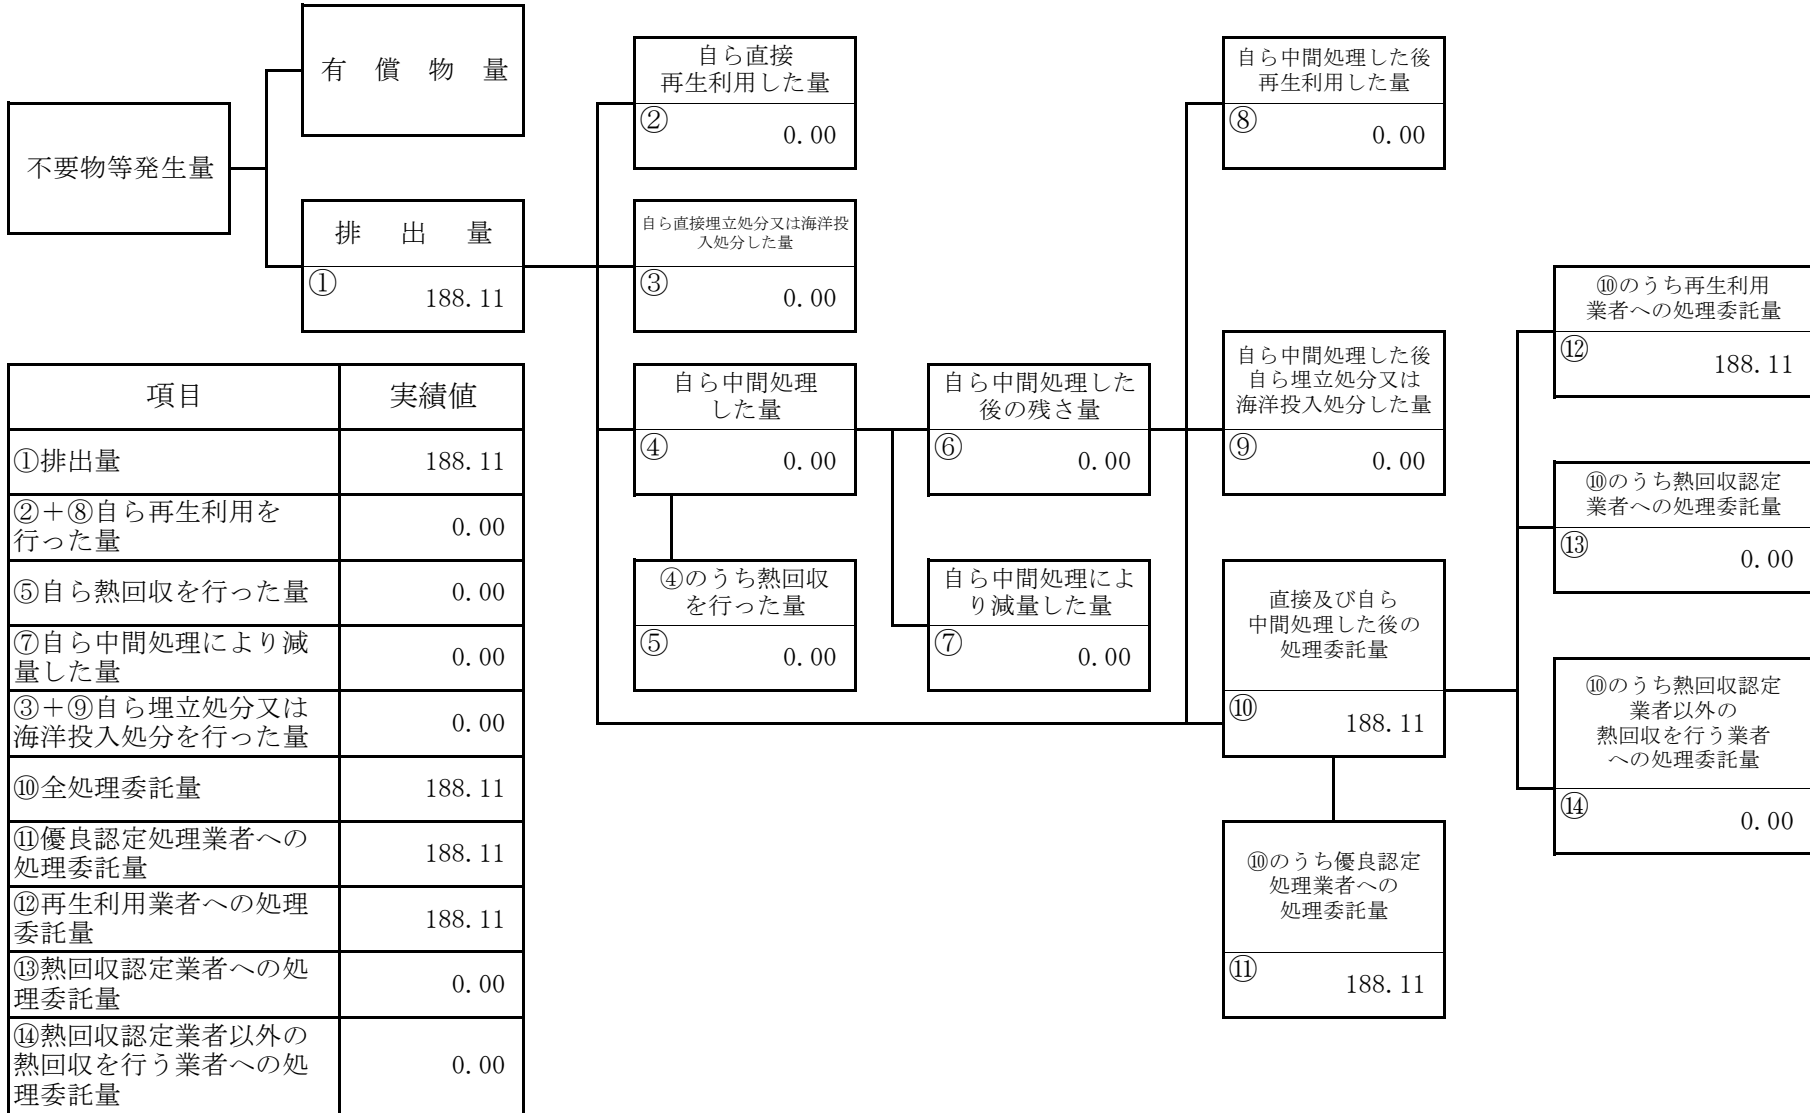 有償物量
不要物等発生量
排出量
①
188.11
自ら直接
再生利用した量
②
0.00
自ら直接埋立処分又は海洋投
入処分した量
③
0.00
自ら中間処理
した量
④
0.00
④のうち熱回収
を行った量
⑤
0.00
自ら中間処理した
後の残さ量
⑥
0.00
自ら中間処理によ
り減量した量
⑦
0.00
自ら中間処理した後
再生利用した量
⑧
0.00
自ら中間処理した後
自ら埋立処分又は
海洋投入処分した量
⑨
0.00
直接及び自ら
中間処理した後の
処理委託量
⑩
188.11
⑩のうち優良認定
処理業者への
処理委託量
⑪
188.11
⑩のうち再生利用
業者への処理委託量
⑫
188.11
⑩のうち熱回収認定
業者への処理委託量
⑬
0.00
⑩のうち熱回収認定
業者以外の
熱回収を行う業者
への処理委託量
⑭
0.00
項目 実績値
①排出量 188.11
②＋⑧自ら再生利用を
行った量 0.00
⑤自ら熱回収を行った量 0.00
⑦自ら中間処理により減
量した量 0.00
③＋⑨自ら埋立処分又は
海洋投入処分を行った量 0.00
⑩全処理委託量 188.11
⑪優良認定処理業者への
処理委託量 188.11
⑫再生利用業者への処理
委託量 188.11
⑬熱回収認定業者への処
理委託量 0.00
⑭熱回収認定業者以外の
熱回収を行う業者への処 0.00
理委託量